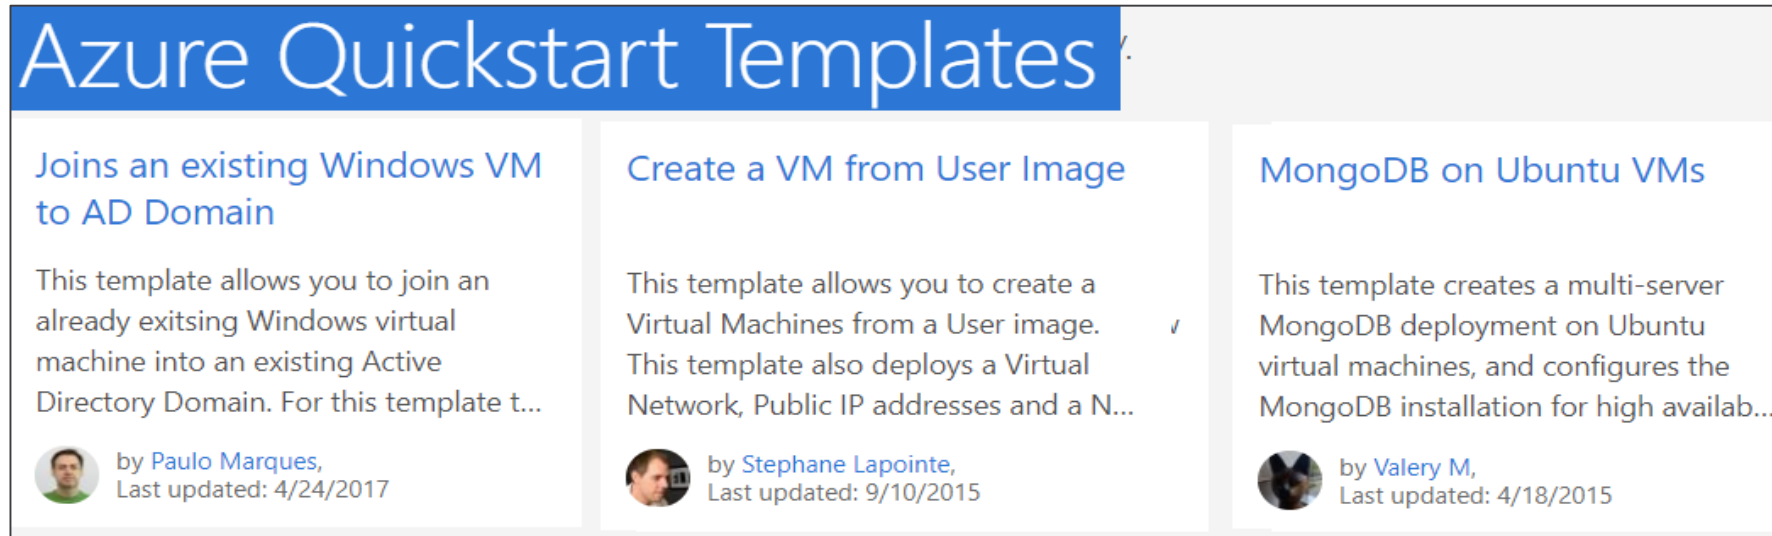 Azure Quickstart Templates
Joins an existing Windows VM
to AD Domain
This template allows you to join an
already exitsing Windows virtual
machine into an existing Active
Directory Domain. For this template t...
by Paulo Marques,
Last updated: 4/24/2017
Create a VM from User Image
This template allows you to create a
Virtual Machines from a User image.
This template also deploys a Virtual
Network, Public IP addresses and a N...
by Stephane Lapointe,
Last updated: 9/10/2015
MongoDB on Ubuntu VMs
This template creates a multi-server
MongoDB deployment on Ubuntu
virtual machines, and configures the
MongoDB installation for high availab...
by Valery M,
Last updated: 4/18/2015